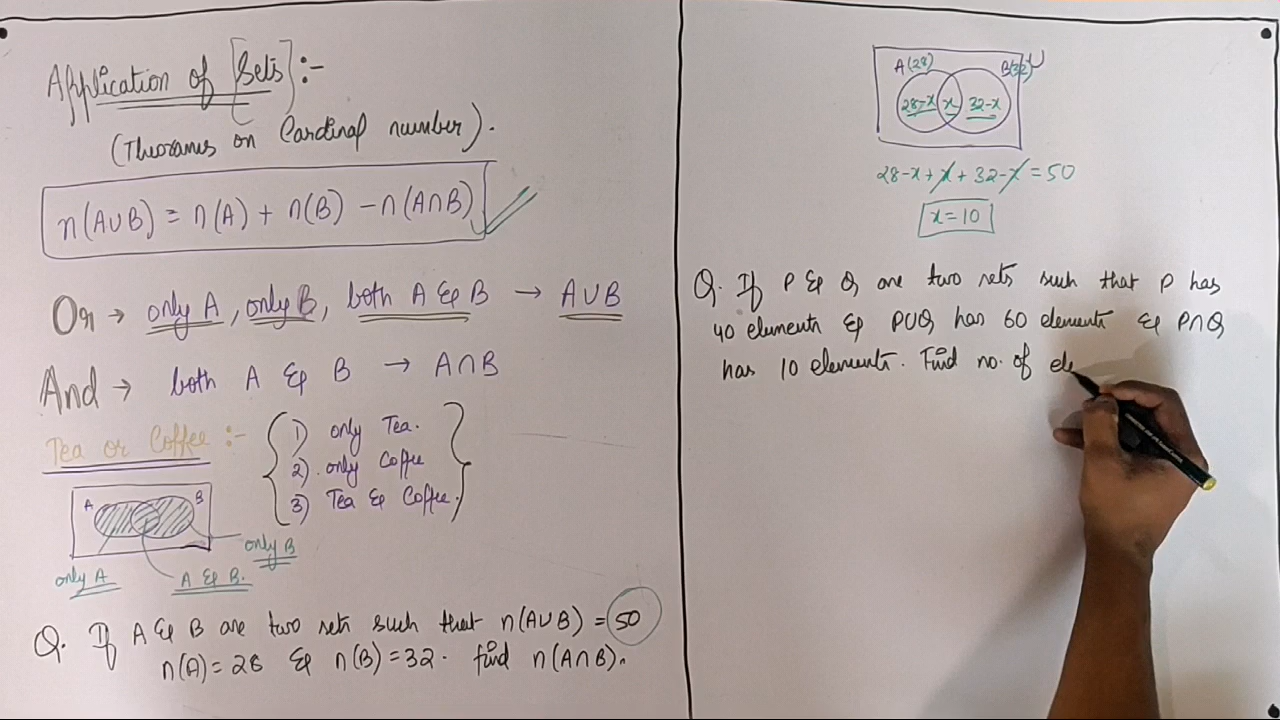 Application of [Sets] :-
(Theorams on Cardinal number).
n(A∪B) = n(A) + n(B) - n(A∩B)
Or → only A, only B, both A & B → A∪B
And → both A & B → A∩B
Tea or Coffee :-
1) only Tea.
2) only Coffee
3) Tea & Coffee.
A B
only B
only A A & B.
Q. If A & B are two sets such that n(A∪B) = 50
n(A) = 28 & n(B) = 32. find n(A∩B).
A(28) B(32) U
28-x x 32-x
28-x+x+32-x = 50
x = 10
Q. If P & Q are two sets such that P has
40 elements & P∪Q has 60 elements & P∩Q
has 10 elements. Find no. of ele